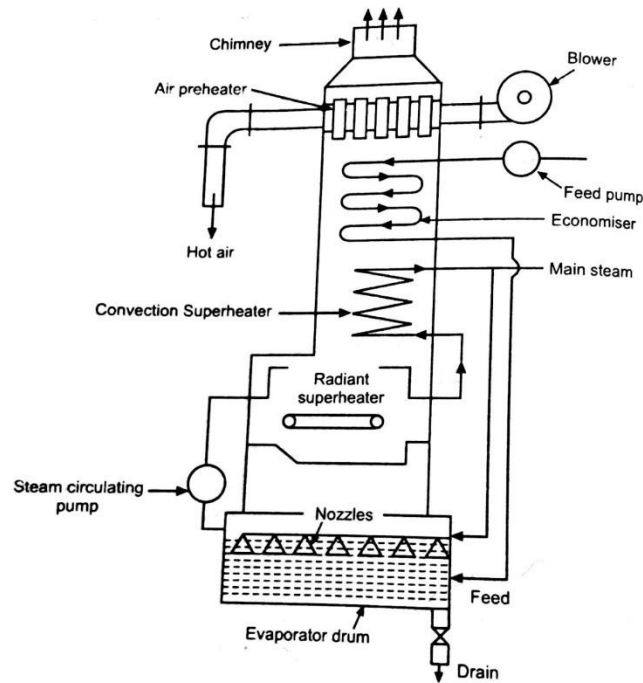 Chimney
Blower
Air preheater
Feed pump
Economiser
Hot air
Main steam
Convection Superheater
Radiant
superheater
Steam circulating
pump
Nozzles
Feed
Evaporator drum
Drain